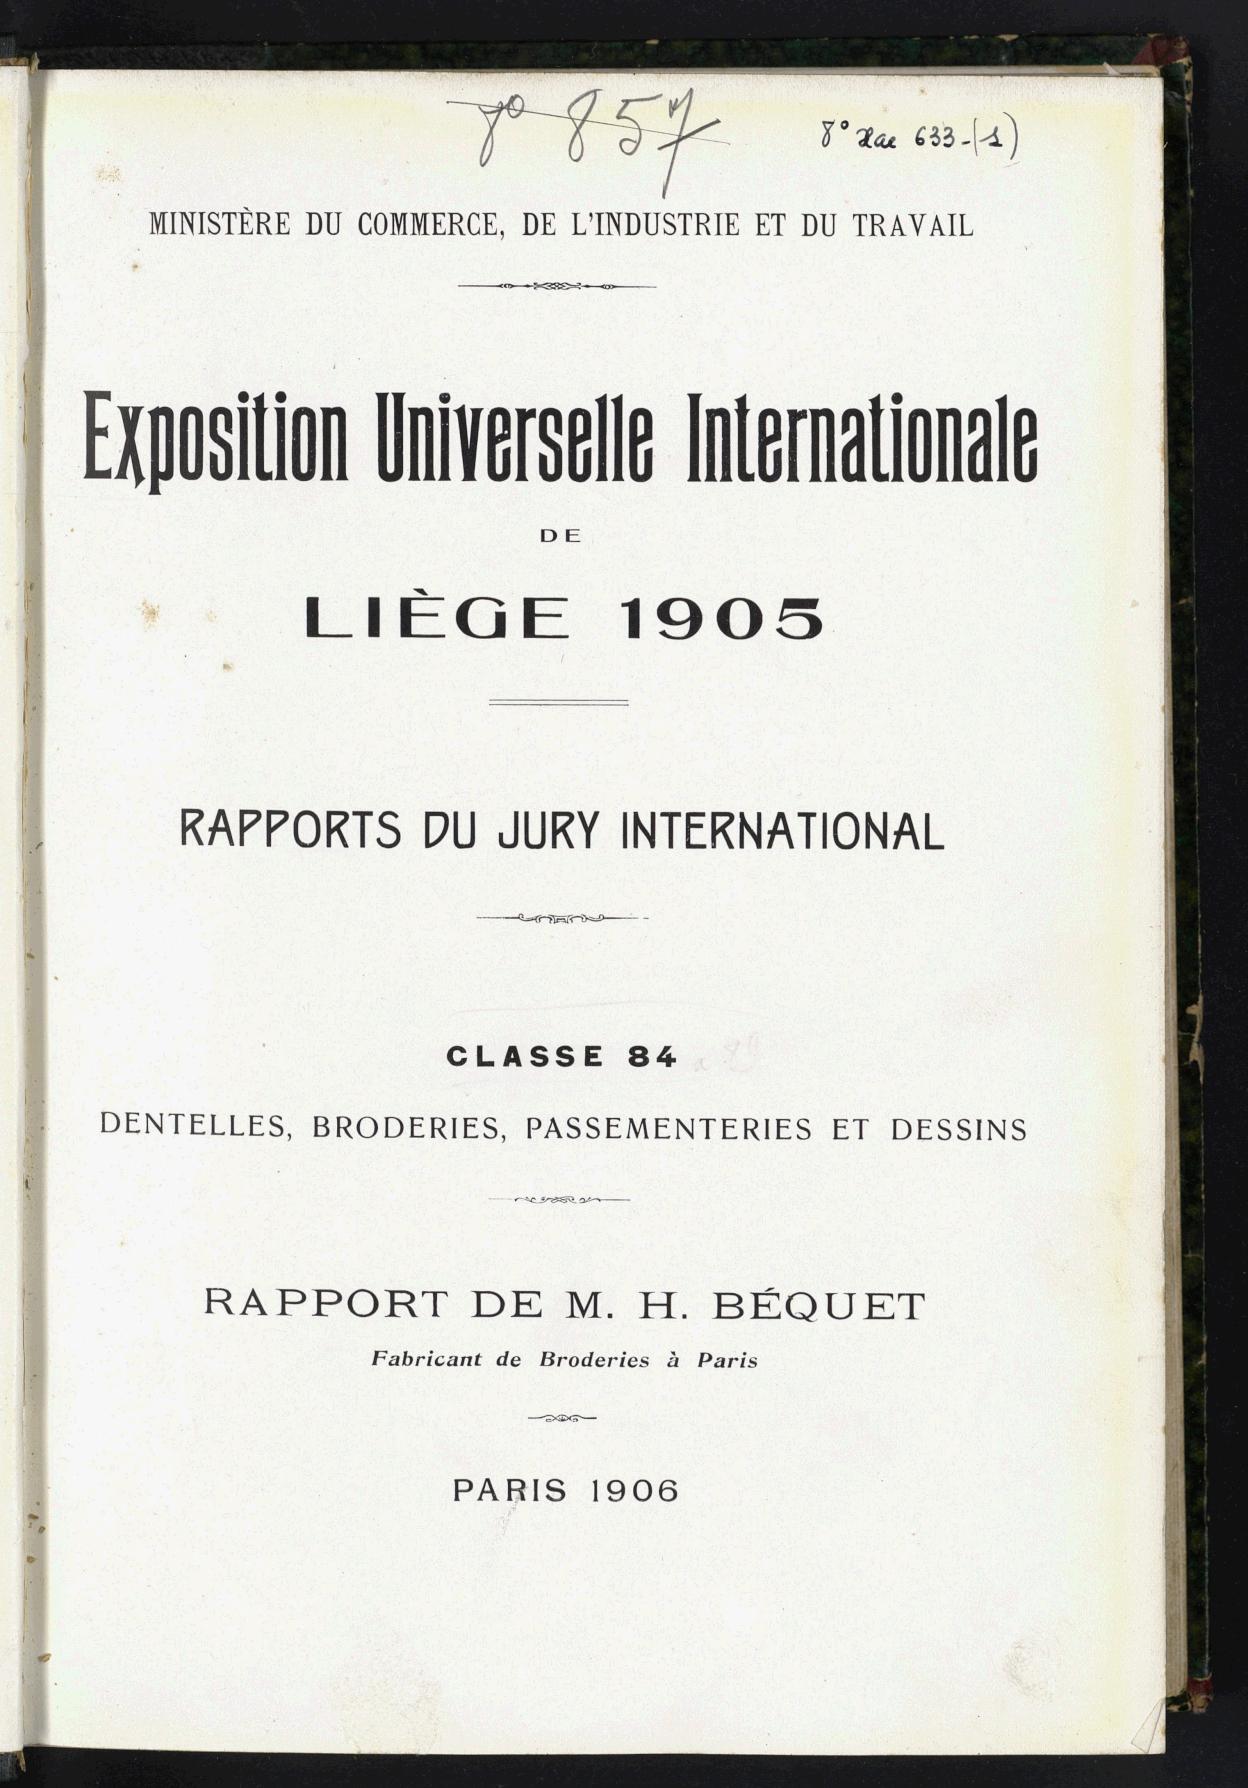 8° 857
8° Xae 633-(1)
MINISTÈRE DU COMMERCE, DE L'INDUSTRIE ET DU TRAVAIL
Exposition Universelle Internationale
DE
LIÈGE 1905
RAPPORTS DU JURY INTERNATIONAL
CLASSE 84
DENTELLES, BRODERIES, PASSEMENTERIES ET DESSINS
RAPPORT DE M. H. BÉQUET
Fabricant de Broderies à Paris
PARIS 1906